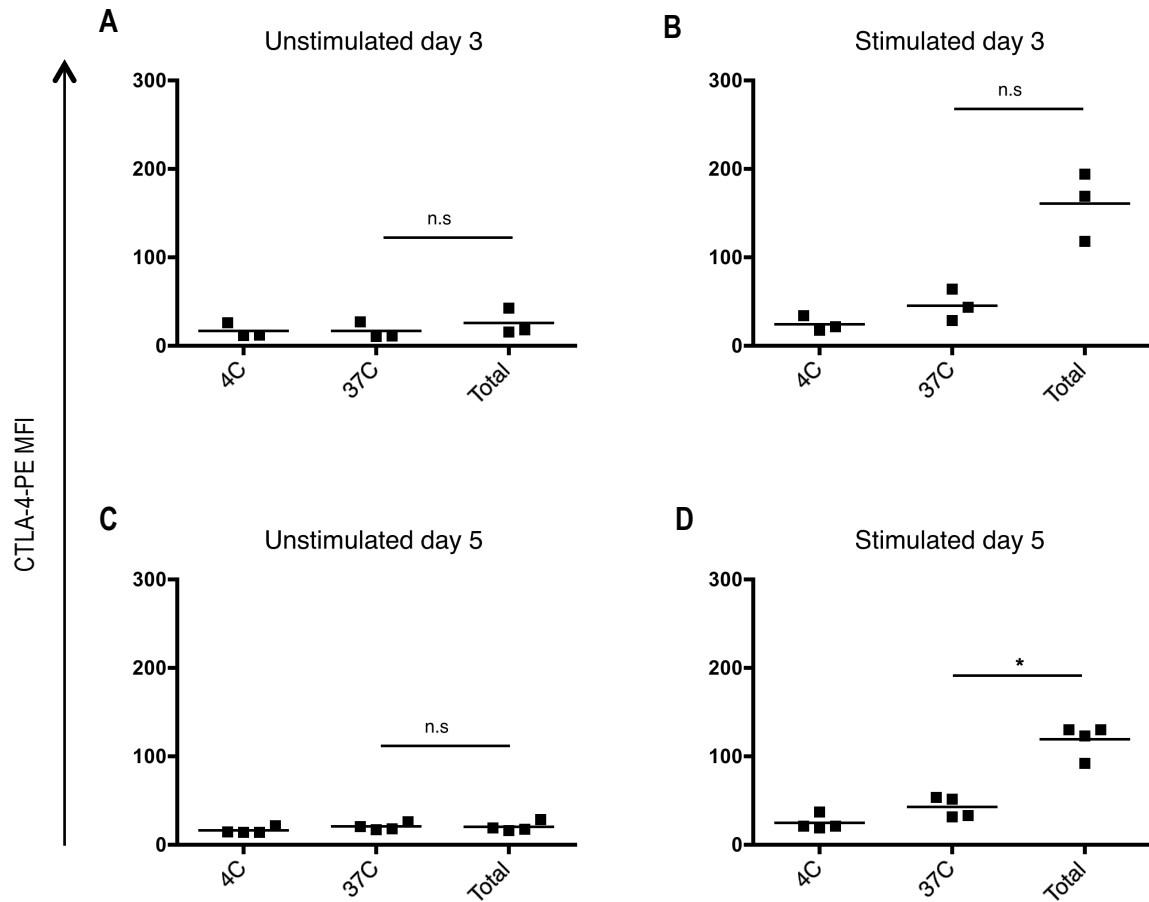 CTLA-4-PE MFI
A
Unstimulated day 3
300
200
100
0
n.s
4C
37C
Total
B
Stimulated day 3
300
200
100
0
n.s
4C
37C
Total
C
Unstimulated day 5
300
200
100
0
n.s
4C
37C
Total
D
Stimulated day 5
300
200
100
0
*
4C
37C
Total